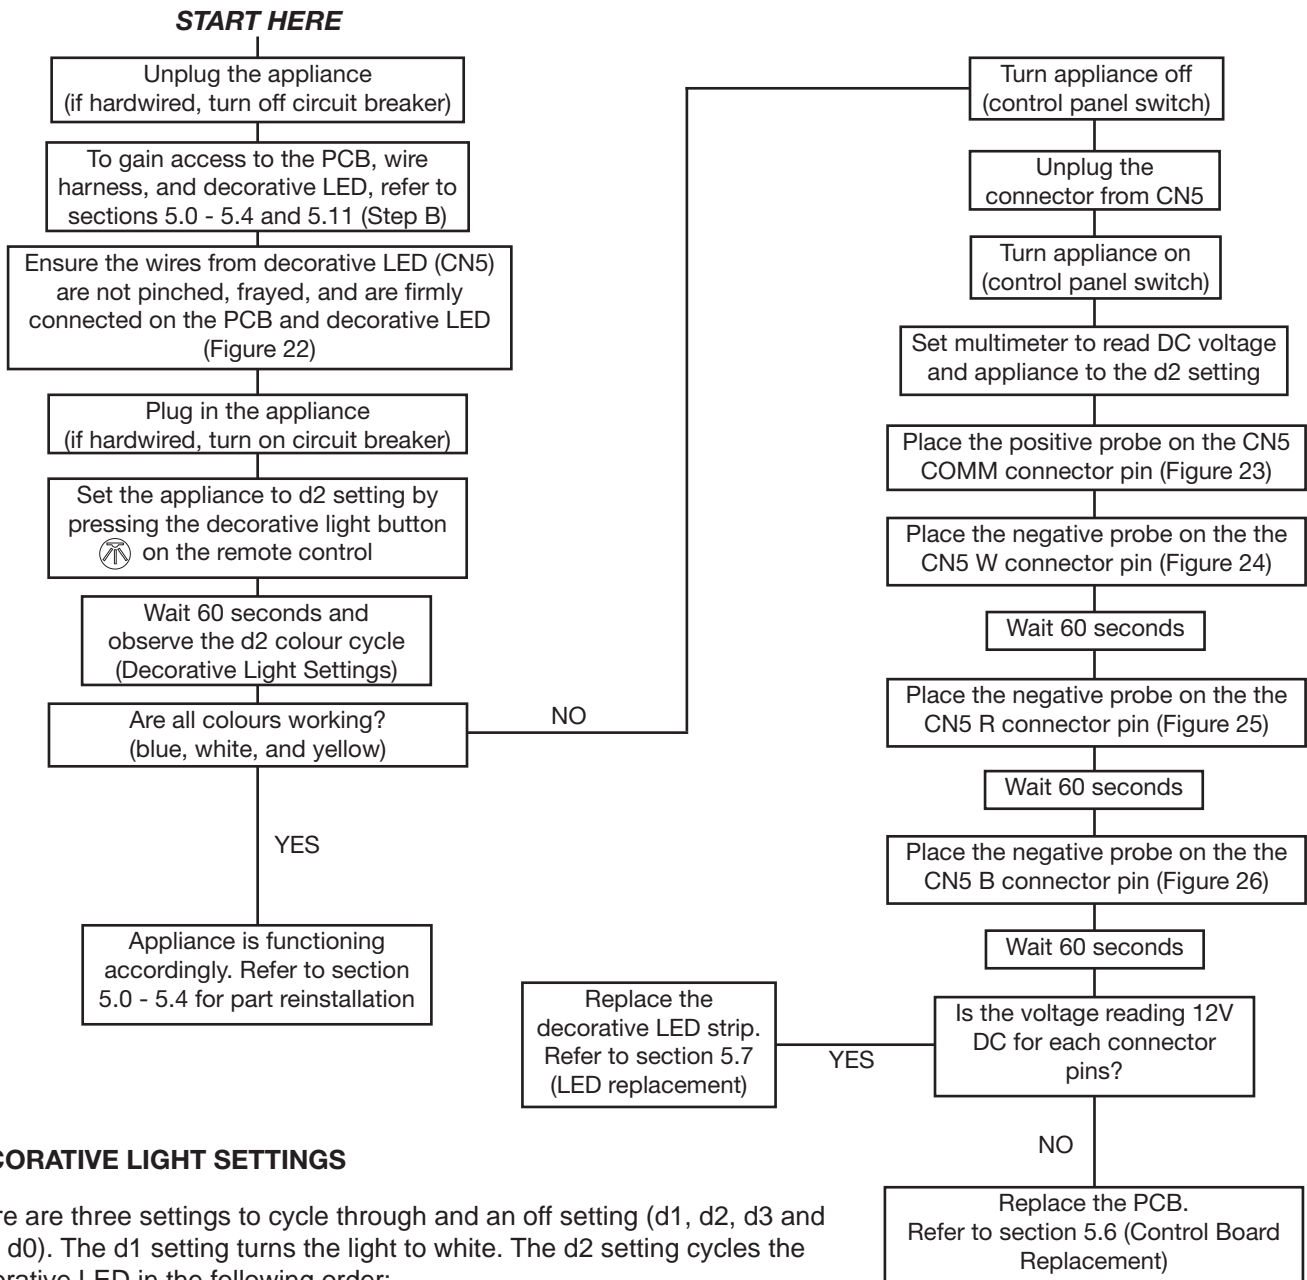 START HERE
Unplug the appliance
(if hardwired, turn off circuit breaker)
To gain access to the PCB, wire
harness, and decorative LED, refer to
sections 5.0 - 5.4 and 5.11 (Step B)
Ensure the wires from decorative LED (CN5)
are not pinched, frayed, and are firmly
connected on the PCB and decorative LED
(Figure 22)
Plug in the appliance
(if hardwired, turn on circuit breaker)
Set the appliance to d2 setting by
pressing the decorative light button
on the remote control
Wait 60 seconds and
observe the d2 colour cycle
(Decorative Light Settings)
Are all colours working?
(blue, white, and yellow)
NO
YES
Appliance is functioning
accordingly. Refer to section
5.0 - 5.4 for part reinstallation
Turn appliance off
(control panel switch)
Unplug the
connector from CN5
Turn appliance on
(control panel switch)
Set multimeter to read DC voltage
and appliance to the d2 setting
Place the positive probe on the CN5
COMM connector pin (Figure 23)
Place the negative probe on the the
CN5 W connector pin (Figure 24)
Wait 60 seconds
Place the negative probe on the the
CN5 R connector pin (Figure 25)
Wait 60 seconds
Place the negative probe on the the
CN5 B connector pin (Figure 26)
Wait 60 seconds
Is the voltage reading 12V
DC for each connector
pins?
YES
Replace the
decorative LED strip.
Refer to section 5.7
(LED replacement)
NO
Replace the PCB.
Refer to section 5.6 (Control Board
Replacement)
CORATIVE LIGHT SETTINGS
re are three settings to cycle through and an off setting (d1, d2, d3 and
d0). The d1 setting turns the light to white. The d2 setting cycles the
orative LED in the following order: